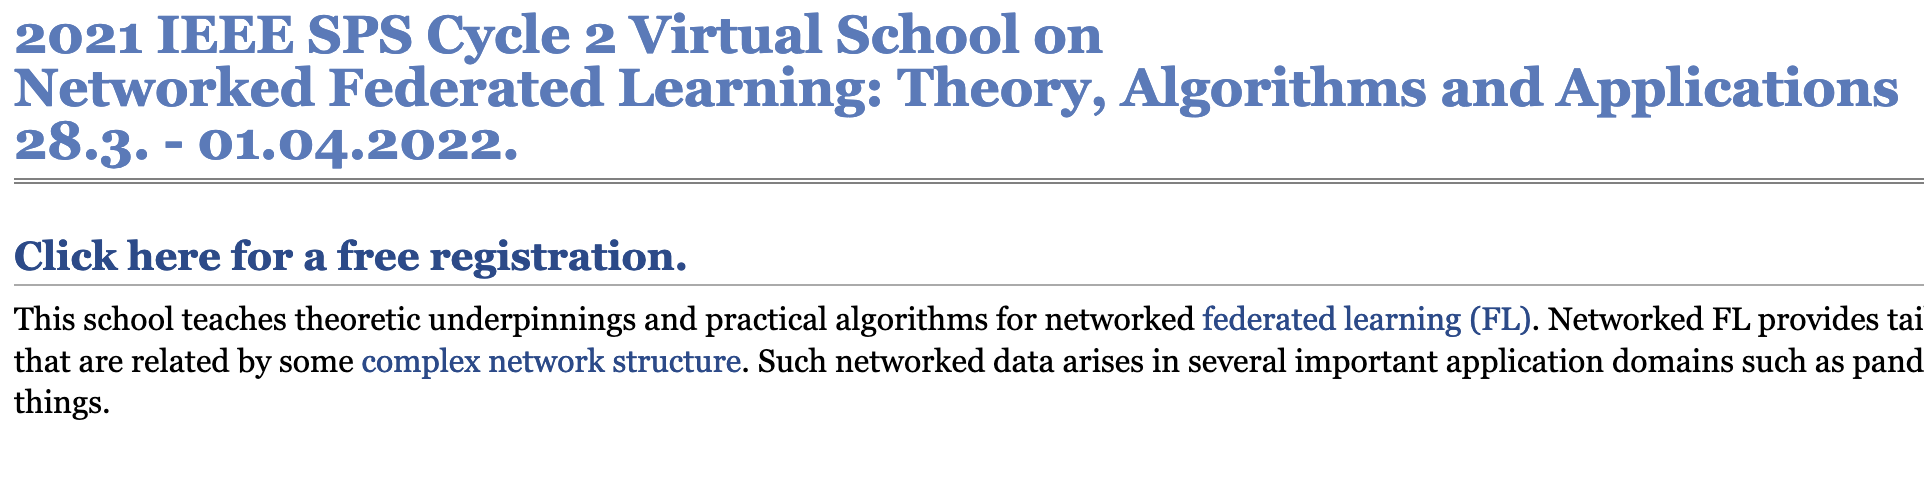 2021 IEEE SPS Cycle 2 Virtual School on
Networked Federated Learning: Theory, Algorithms and Applications
28.3. - 01.04.2022.
Click here for a free registration.
This school teaches theoretic underpinnings and practical algorithms for networked federated learning (FL). Networked FL provides tai
that are related by some complex network structure. Such networked data arises in several important application domains such as pand
things.